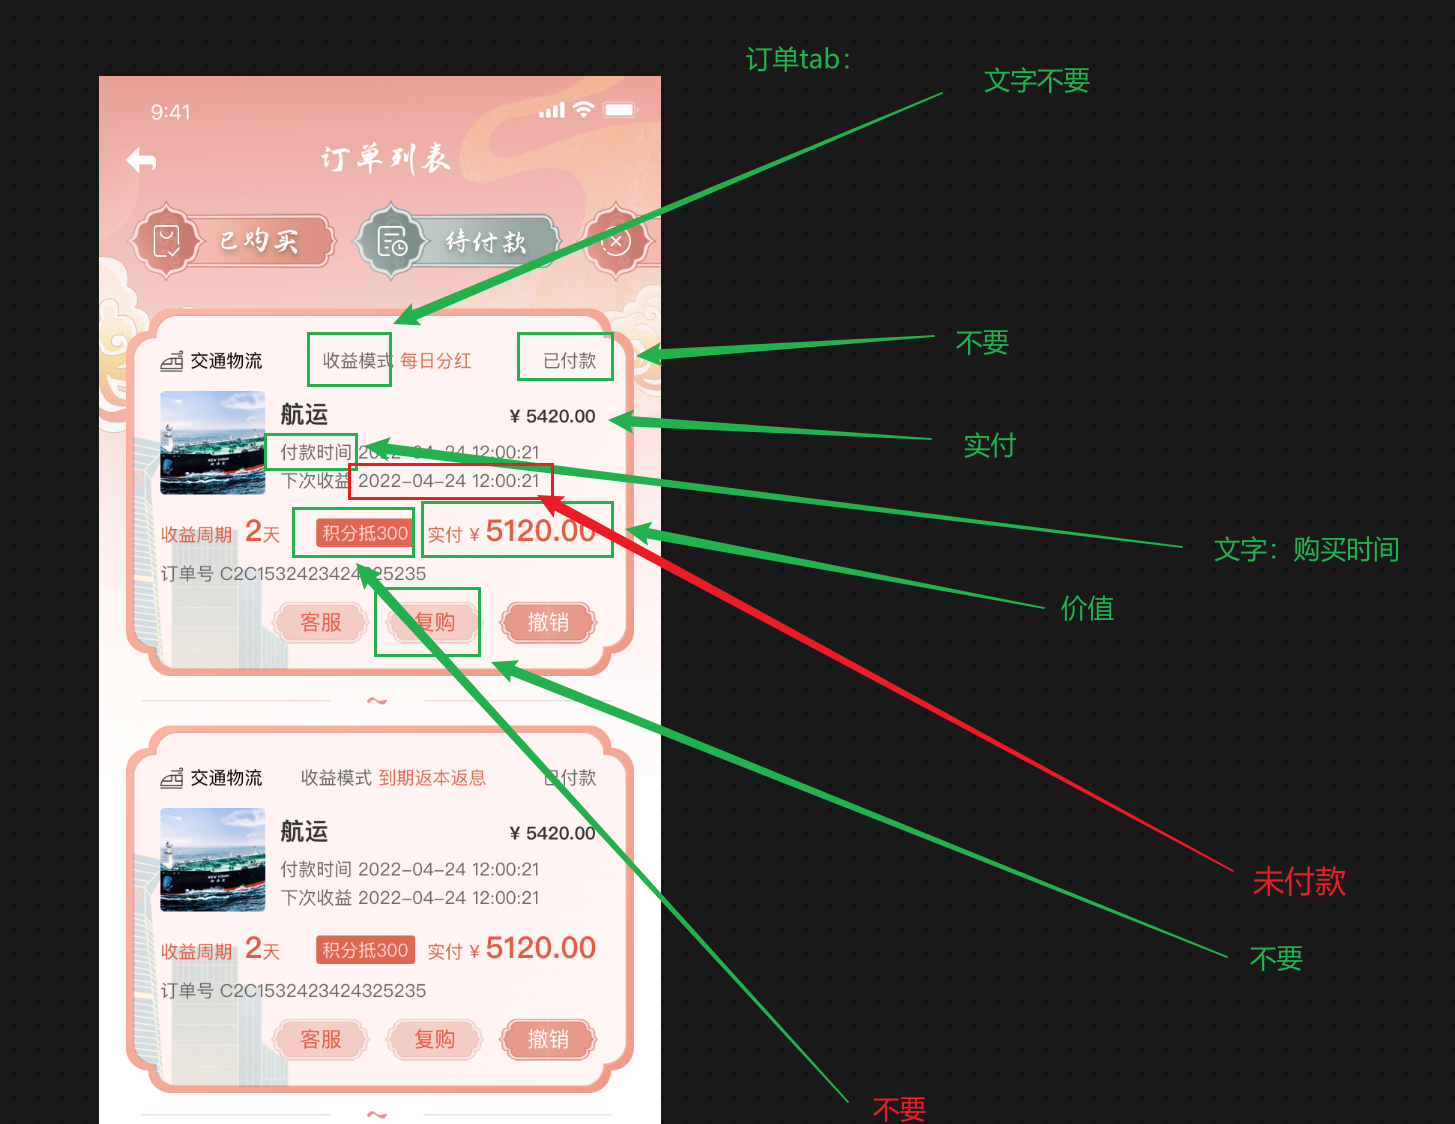 订单tab：
文字不要
9:41
订单列表
已购买
待付款
不要
交通物流
收益模式 每日分红
已付款
航运
¥ 5420.00
实付
付款时间 2022-04-24 12:00:21
下次收益 2022-04-24 12:00:21
收益周期 2天
积分抵300
实付 ¥ 5120.00
文字：购买时间
订单号 C2C1532423424325235
价值
客服
复购
撤销
交通物流
收益模式 到期返本返息
已付款
航运
¥ 5420.00
付款时间 2022-04-24 12:00:21
下次收益 2022-04-24 12:00:21
未付款
收益周期 2天
积分抵300
实付 ¥ 5120.00
不要
订单号 C2C1532423424325235
客服
复购
撤销
不要